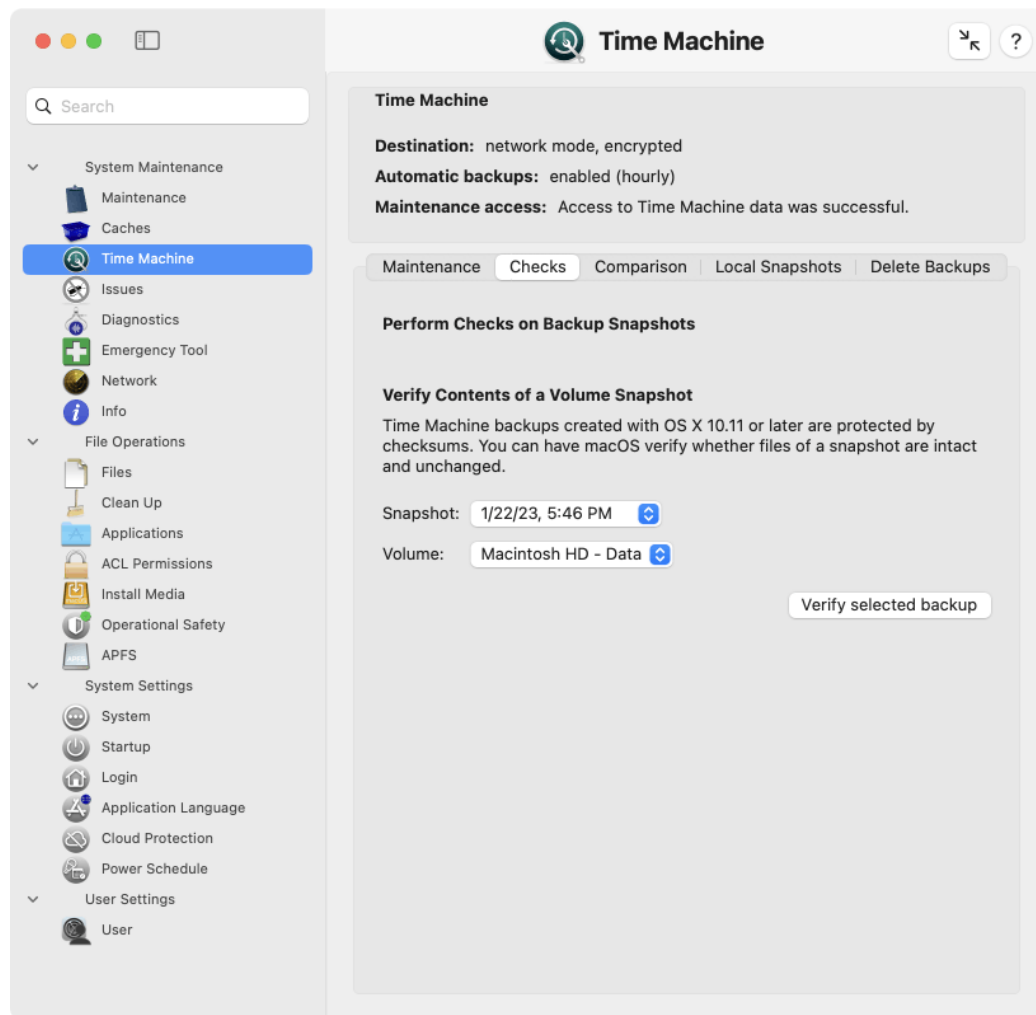 Time Machine
?
Search
System Maintenance
Maintenance
Caches
Time Machine
Issues
Diagnostics
Emergency Tool
Network
Info
File Operations
Files
Clean Up
Applications
ACL Permissions
Install Media
Operational Safety
APFS
System Settings
System
Startup
Login
Application Language
Cloud Protection
Power Schedule
User Settings
User
Time Machine
Destination: network mode, encrypted
Automatic backups: enabled (hourly)
Maintenance access: Access to Time Machine data was successful.
Maintenance Checks Comparison Local Snapshots Delete Backups
Perform Checks on Backup Snapshots
Verify Contents of a Volume Snapshot
Time Machine backups created with OS X 10.11 or later are protected by
checksums. You can have macOS verify whether files of a snapshot are intact
and unchanged.
Snapshot: 1/22/23, 5:46 PM
Volume: Macintosh HD - Data
Verify selected backup